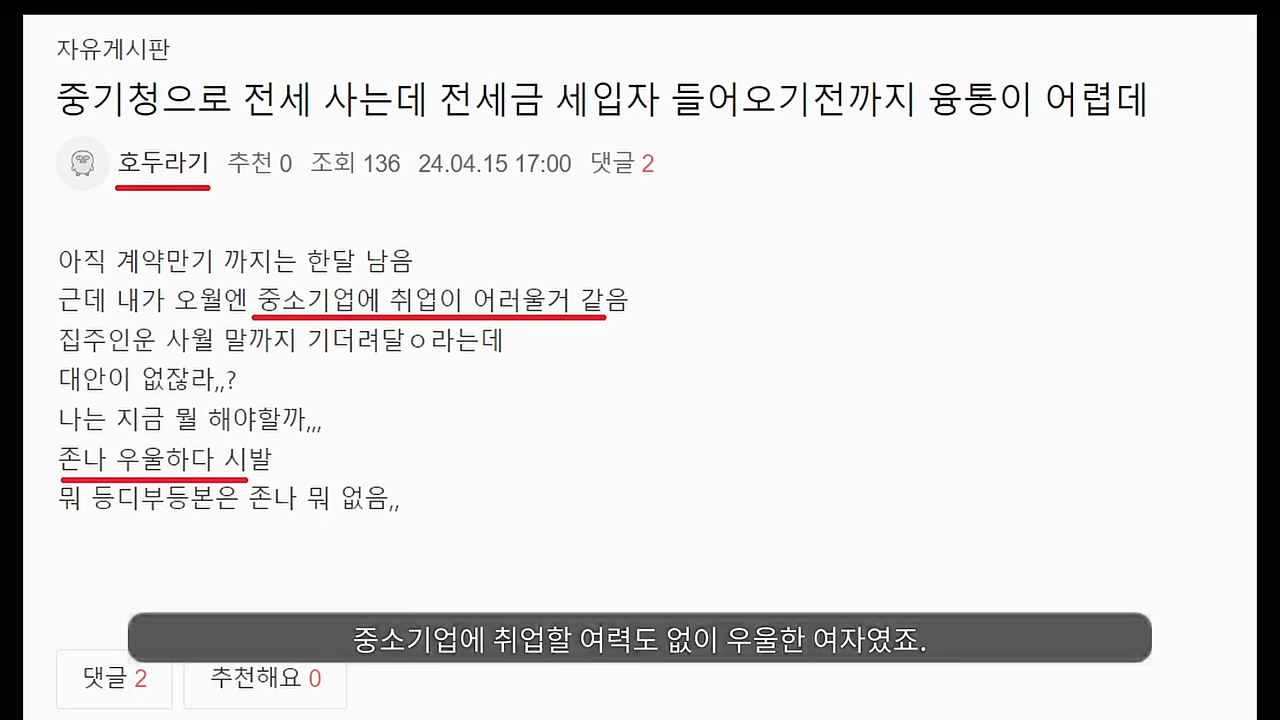 자유게시판
중기청으로 전세 사는데 전세금 세입자 들어오기전까지 융통이 어렵데
호두라기 추천 0 조회 136 24.04.15 17:00 댓글 2
아직 계약만기 까지는 한달 남음
근데 내가 오월엔 중소기업에 취업이 어러울거 같음
집주인운 사월 말까지 기더려달ㅇ라는데
대안이 없잖라,,?
나는 지금 뭘 해야할까,,,
존나 우울하다 시발
뭐 등디부등본은 존나 뭐 없음,,
중소기업에 취업할 여력도 없이 우울한 여자였죠.
댓글 2 추천해요 0